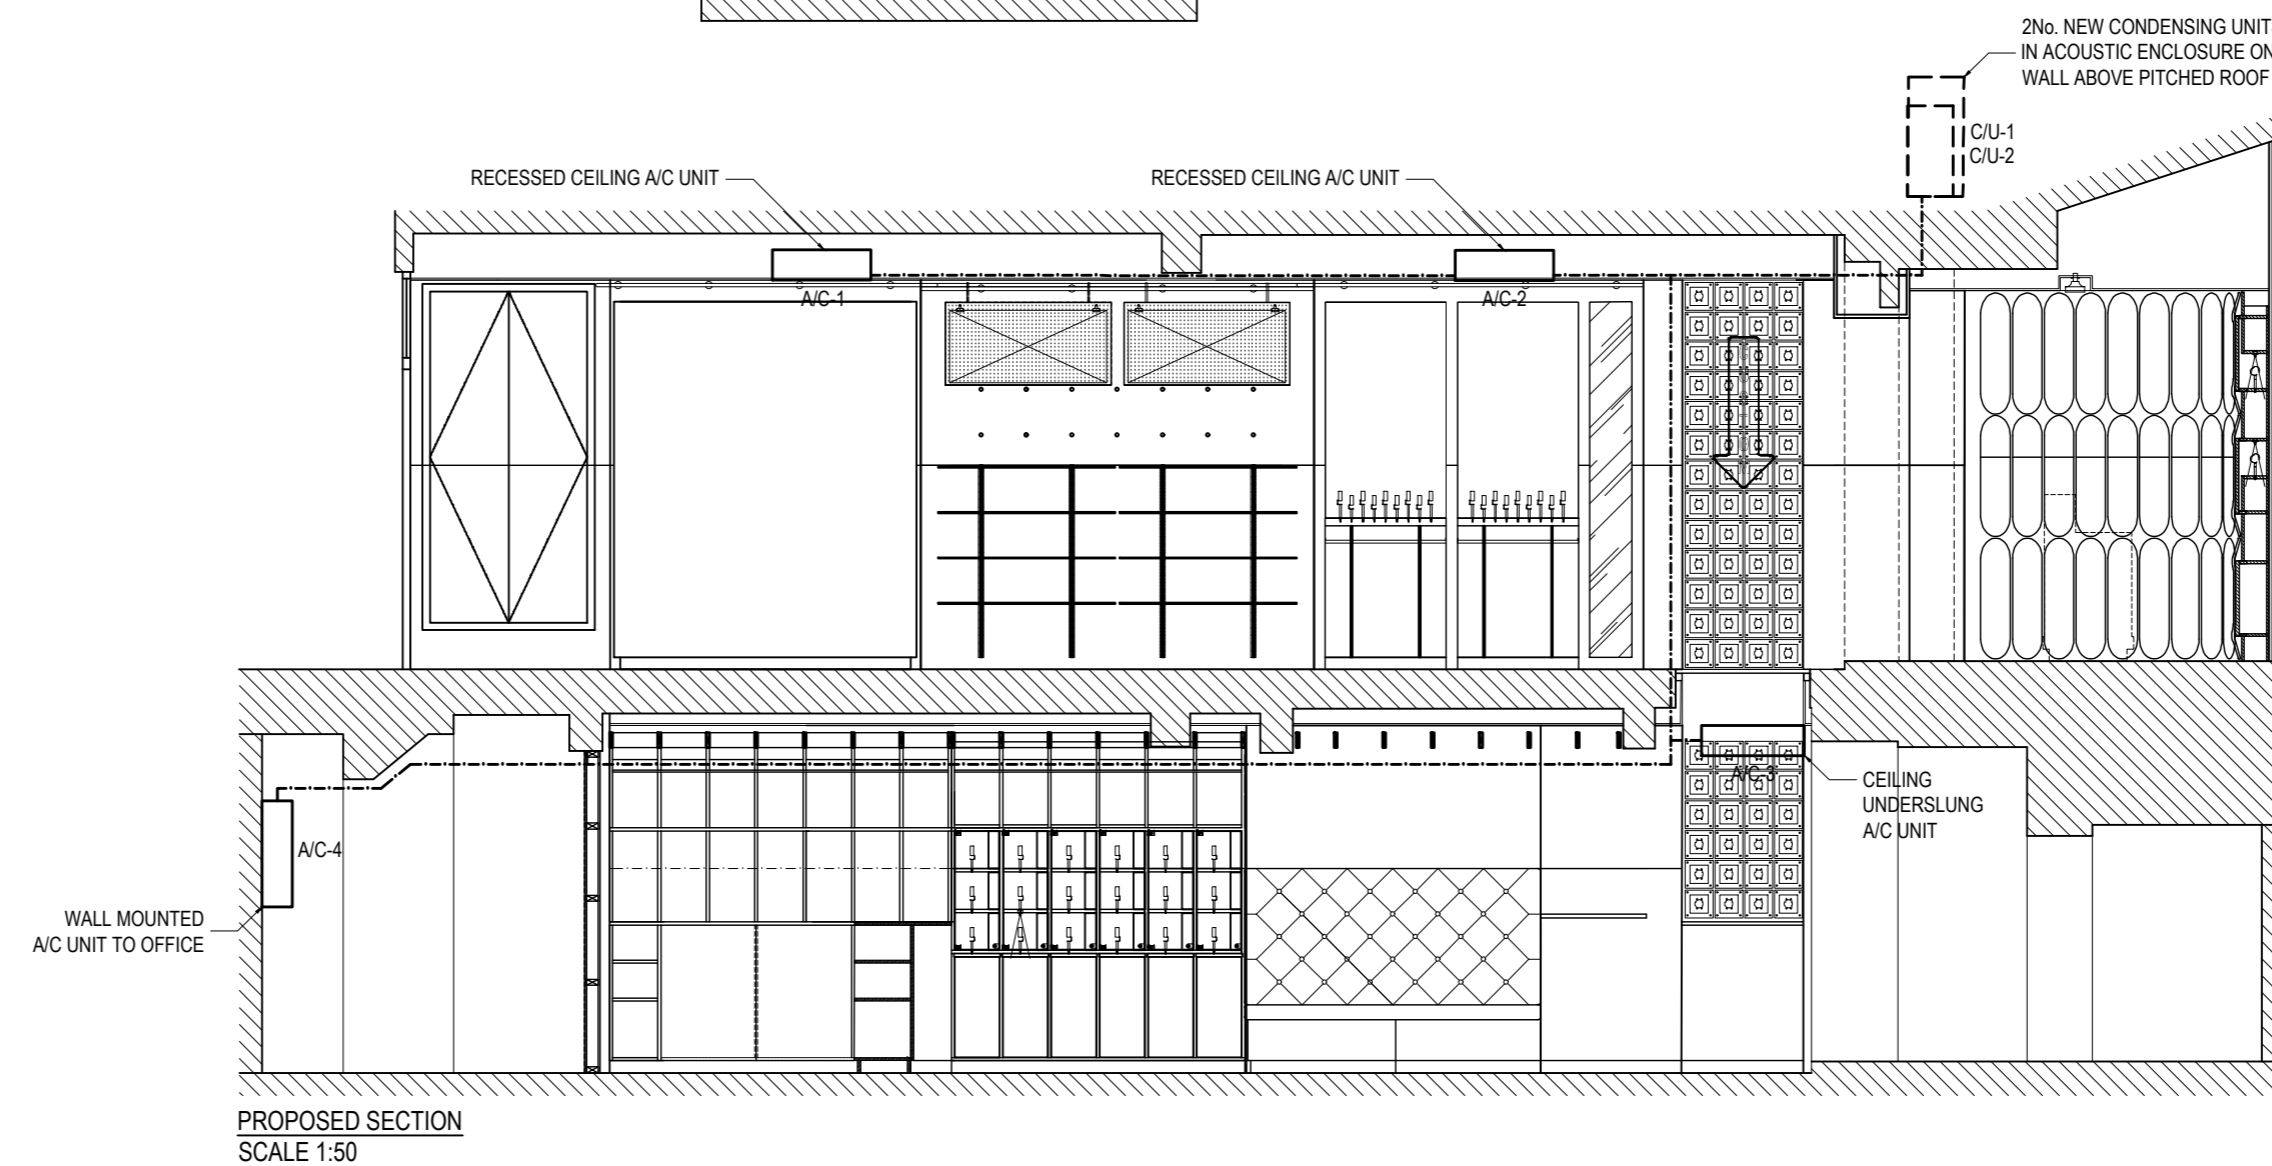 2No. NEW CONDENSING UNIT
IN ACOUSTIC ENCLOSURE ON
WALL ABOVE PITCHED ROOF
C/U-1
C/U-2
RECESSED CEILING A/C UNIT
RECESSED CEILING A/C UNIT
A/C-1
A/C-2
A/C-3
CEILING
UNDERSLUNG
A/C UNIT
A/C-4
WALL MOUNTED
A/C UNIT TO OFFICE
PROPOSED SECTION
SCALE 1:50